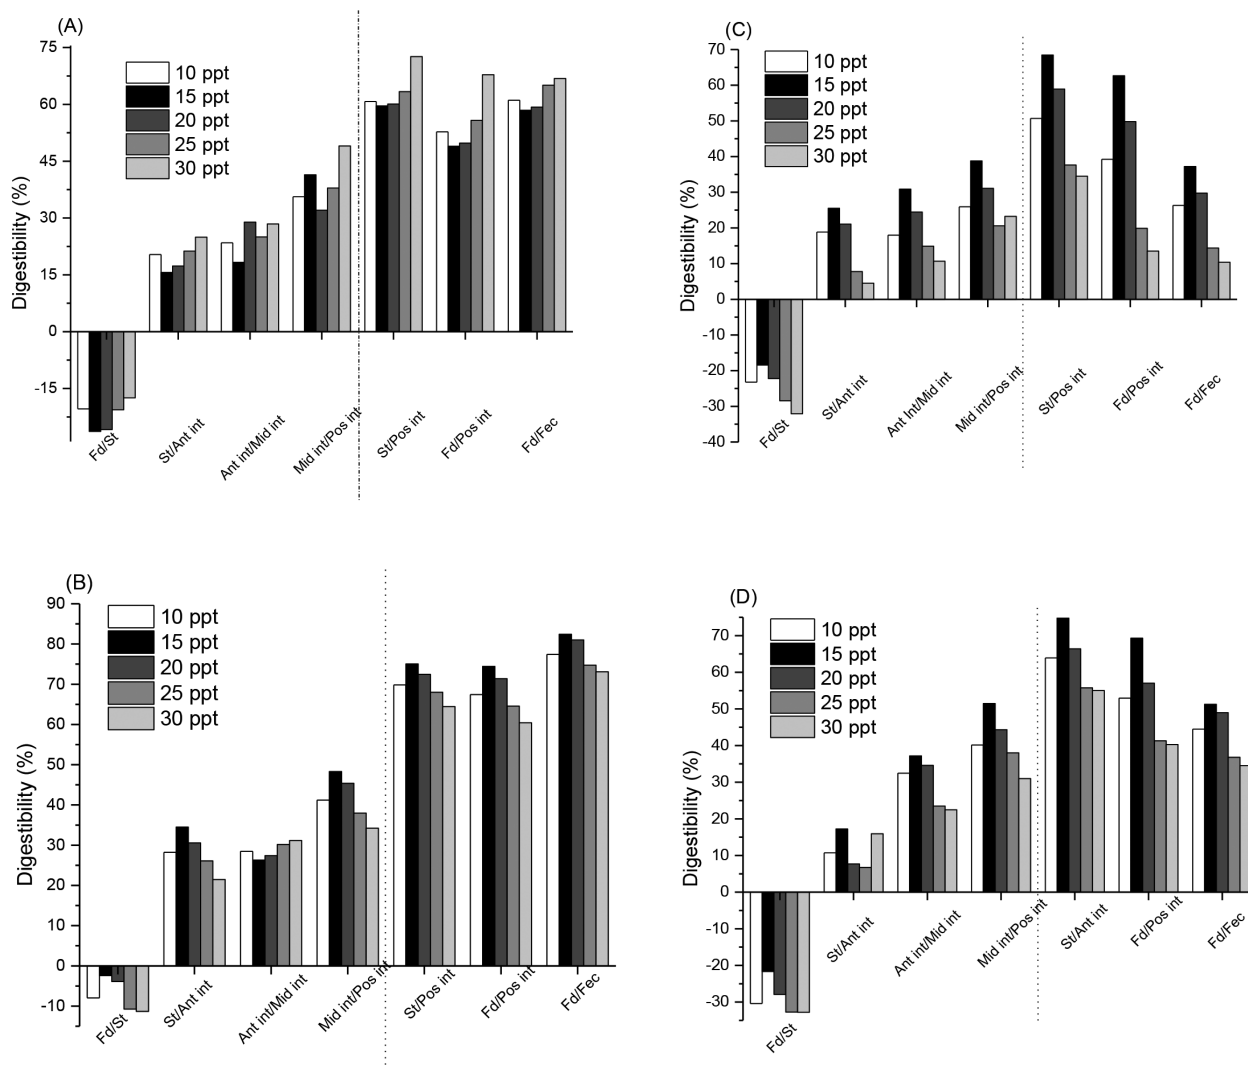 (A)
75
60
45
30
15
0
-15
Digestibility (%)
10 ppt
15 ppt
20 ppt
25 ppt
30 ppt
Fd/St
St/Ant int
Ant int/Mid int
Mid int/Pos int
St/Pos int
Fd/Pos int
Fd/Fec
(C)
70
60
50
40
30
20
10
0
-10
-20
-30
-40
Digestibility (%)
10 ppt
15 ppt
20 ppt
25 ppt
30 ppt
Fd/St
St/Ant int
Ant Int/Mid int
Mid int/Pos int
St/Pos int
Fd/Pos int
Fd/Fec
(B)
90
80
70
60
50
40
30
20
10
0
-10
Digestibility (%)
10 ppt
15 ppt
20 ppt
25 ppt
30 ppt
Fd/St
St/Ant int
Ant int/Mid int
Mid int/Pos int
St/Pos int
Fd/Pos int
Fd/Fec
(D)
70
60
50
40
30
20
10
0
-10
-20
-30
Digestibility (%)
10 ppt
15 ppt
20 ppt
25 ppt
30 ppt
Fd/St
St/Ant int
Ant int/Mid int
Mid int/Pos int
St/Ant int
Fd/Pos int
Fd/Fec